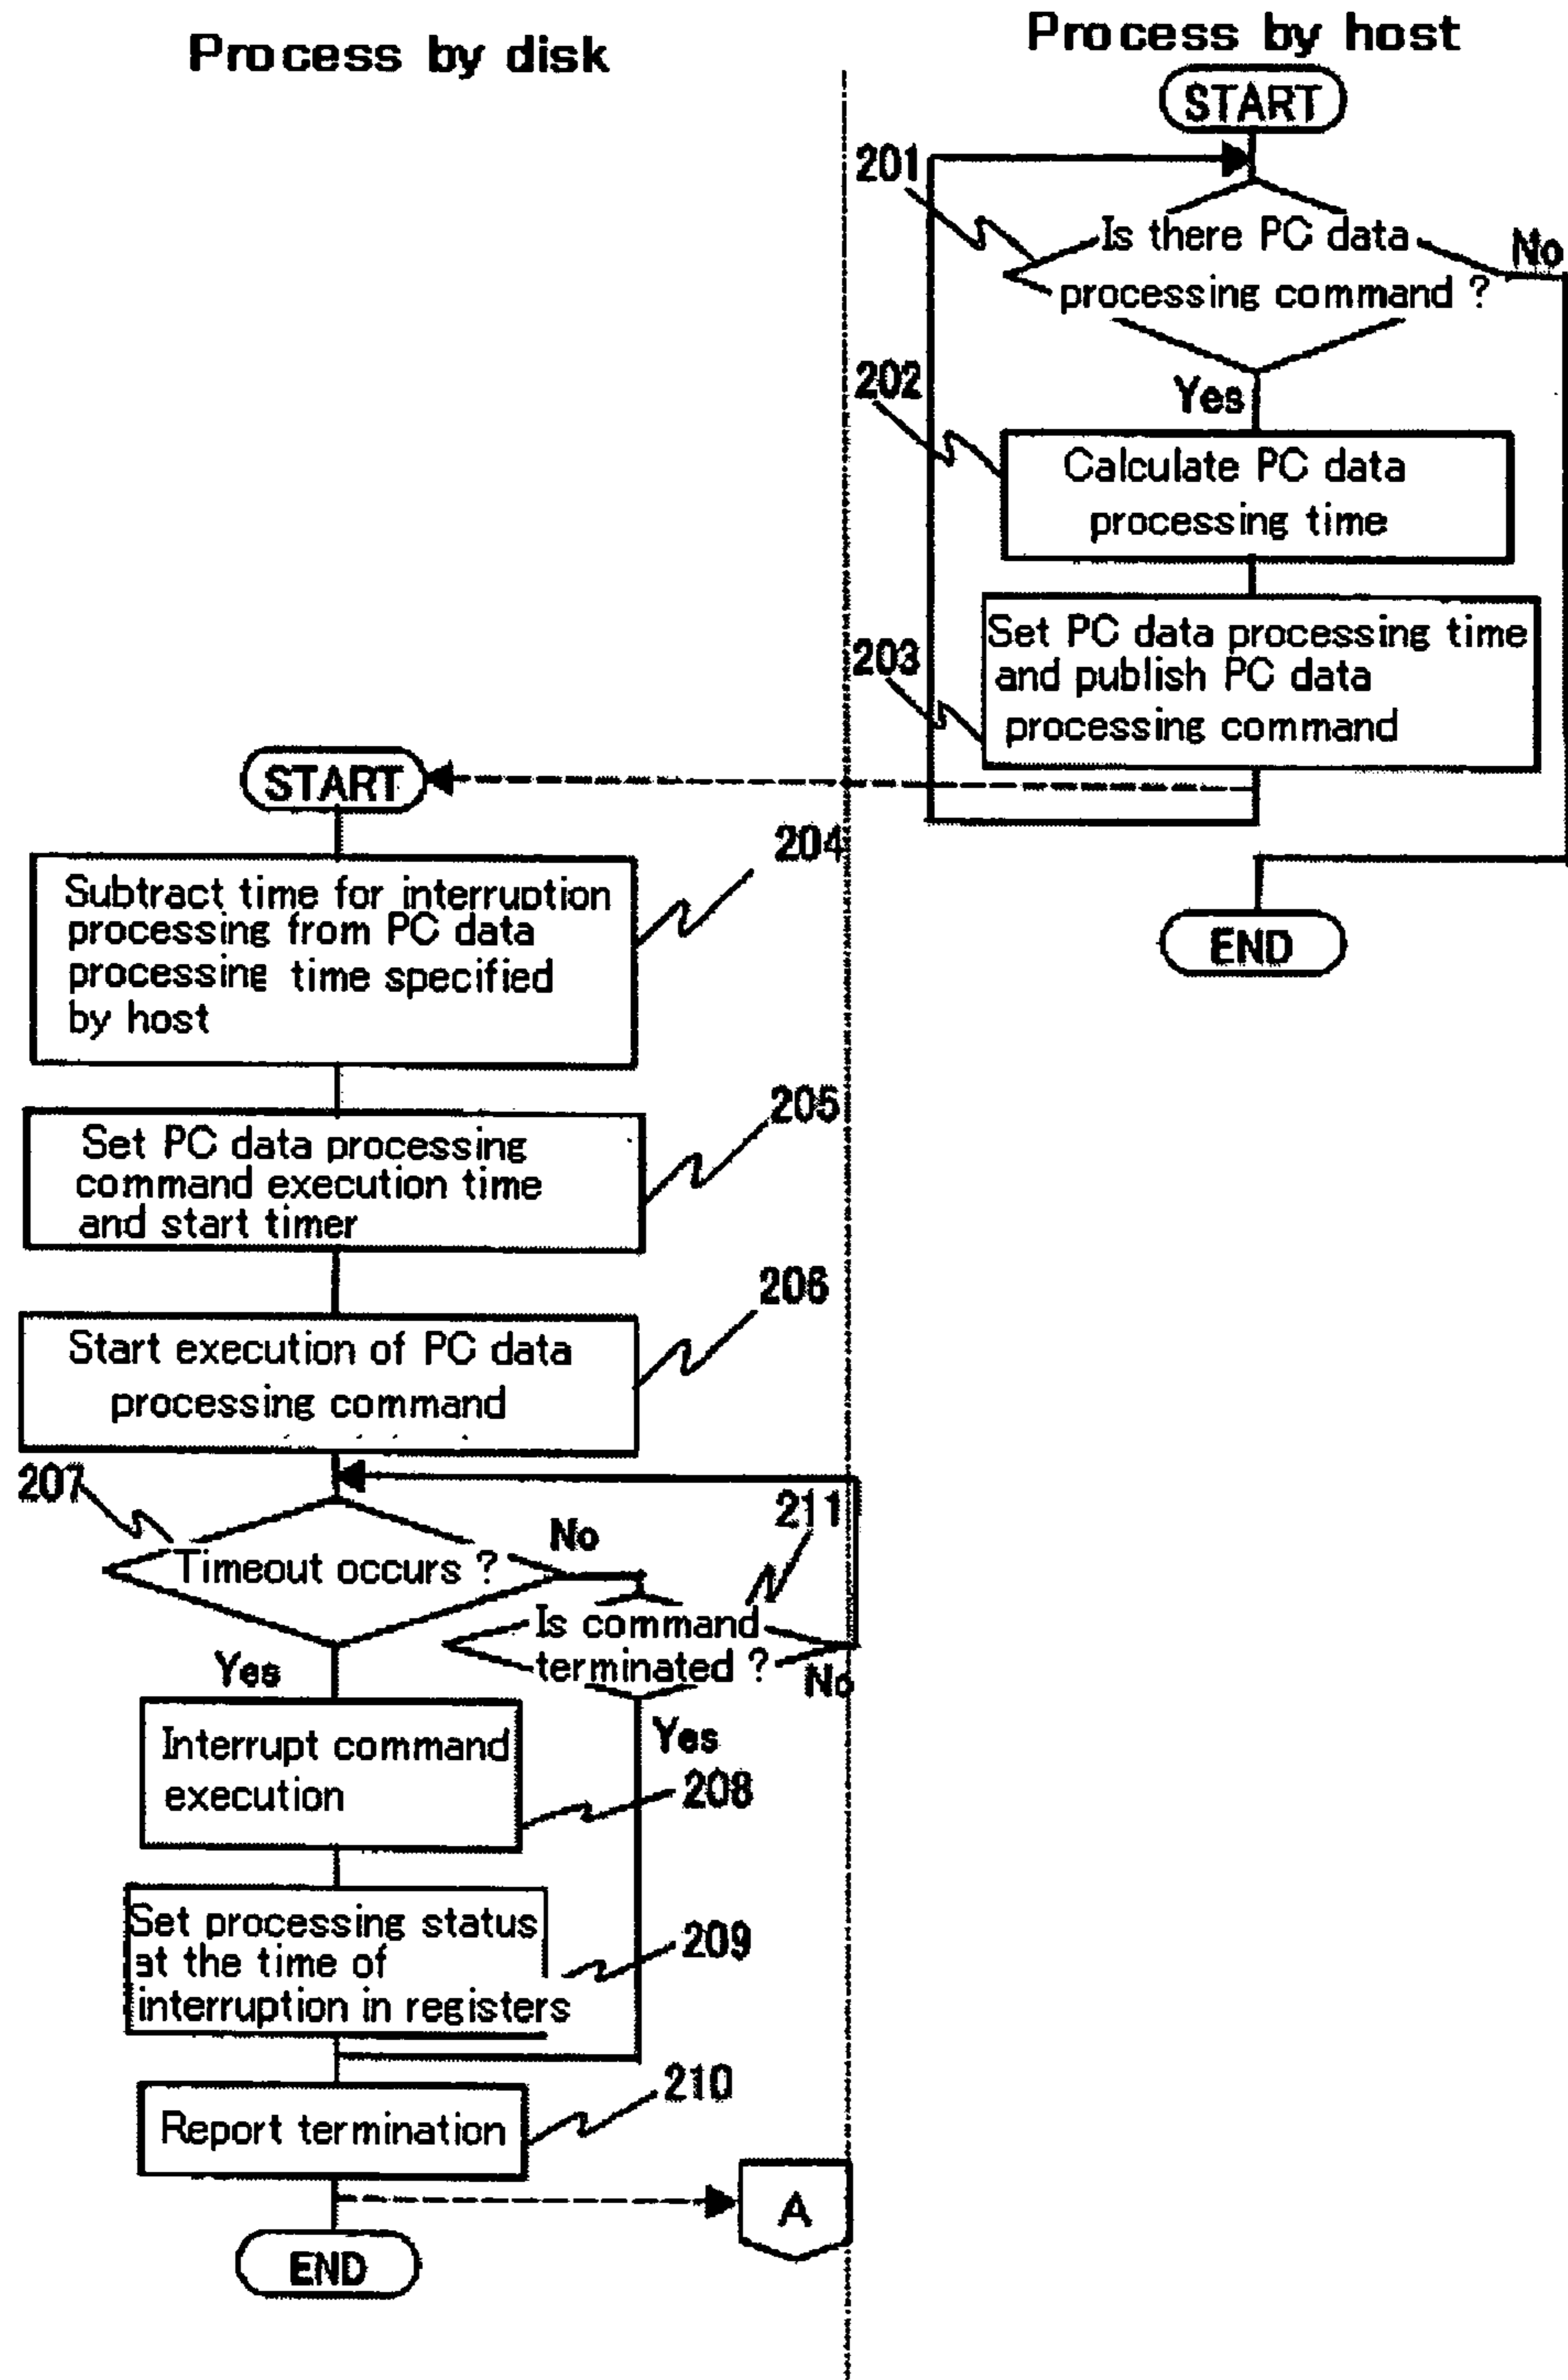 Process by disk
Process by host
START
201
Is there PC data
processing command ?
No
Yes
202
Calculate PC data
processing time
203
Set PC data processing time
and publish PC data
processing command
END
START
204
Subtract time for interruption
processing from PC data
processing time specified
by host
205
Set PC data processing
command execution time
and start timer
206
Start execution of PC data
processing command
207
Timeout occurs ?
No
211
Is command
terminated ?
No
Yes
Yes
Interrupt command
execution
208
Set processing status
at the time of
interruption in registers
209
210
Report termination
A
END